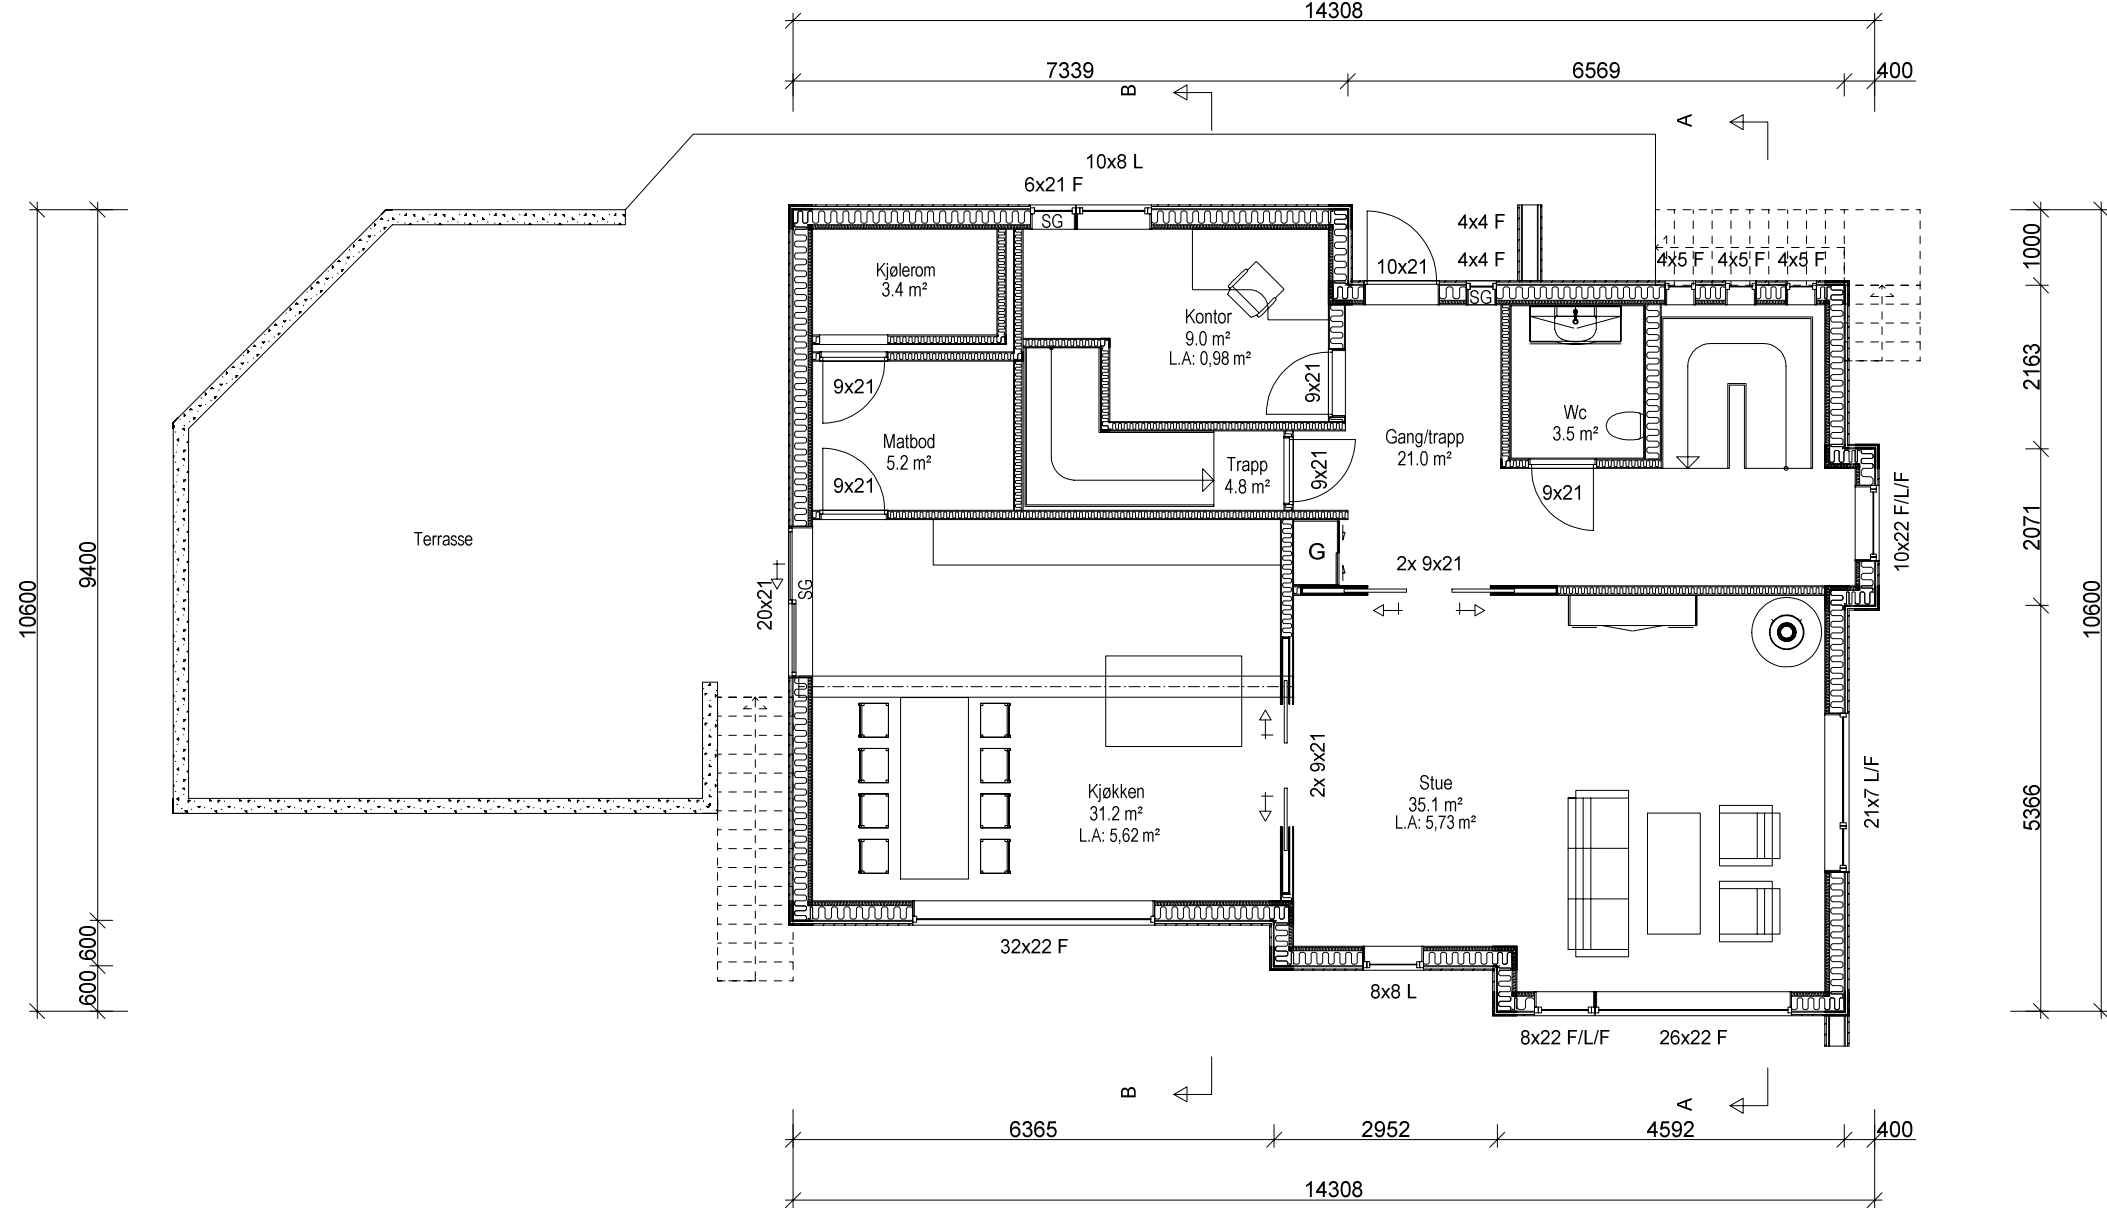 14308
7339
6569
400
B
A
10x8 L
6x21 F
SG
4x4 F
4x4 F
10x21
SG
4x5 F
4x5 F
4x5 F
Kjølerom
3.4 m²
Kontor
9.0 m²
L.A: 0,98 m²
9x21
9x21
Matbod
5.2 m²
9x21
Trapp
4.8 m²
9x21
Gang/trapp
21.0 m²
Wc
3.5 m²
9x21
10x22 F/L/F
Terrasse
G
2x 9x21
20x21
SG
2x 9x21
Kjøkken
31.2 m²
L.A: 5,62 m²
Stue
35.1 m²
L.A: 5,73 m²
21x7 L/F
32x22 F
8x8 L
8x22 F/L/F
26x22 F
10600
9400
600
600
1000
2163
2071
5366
10600
B
A
6365
2952
4592
400
14308